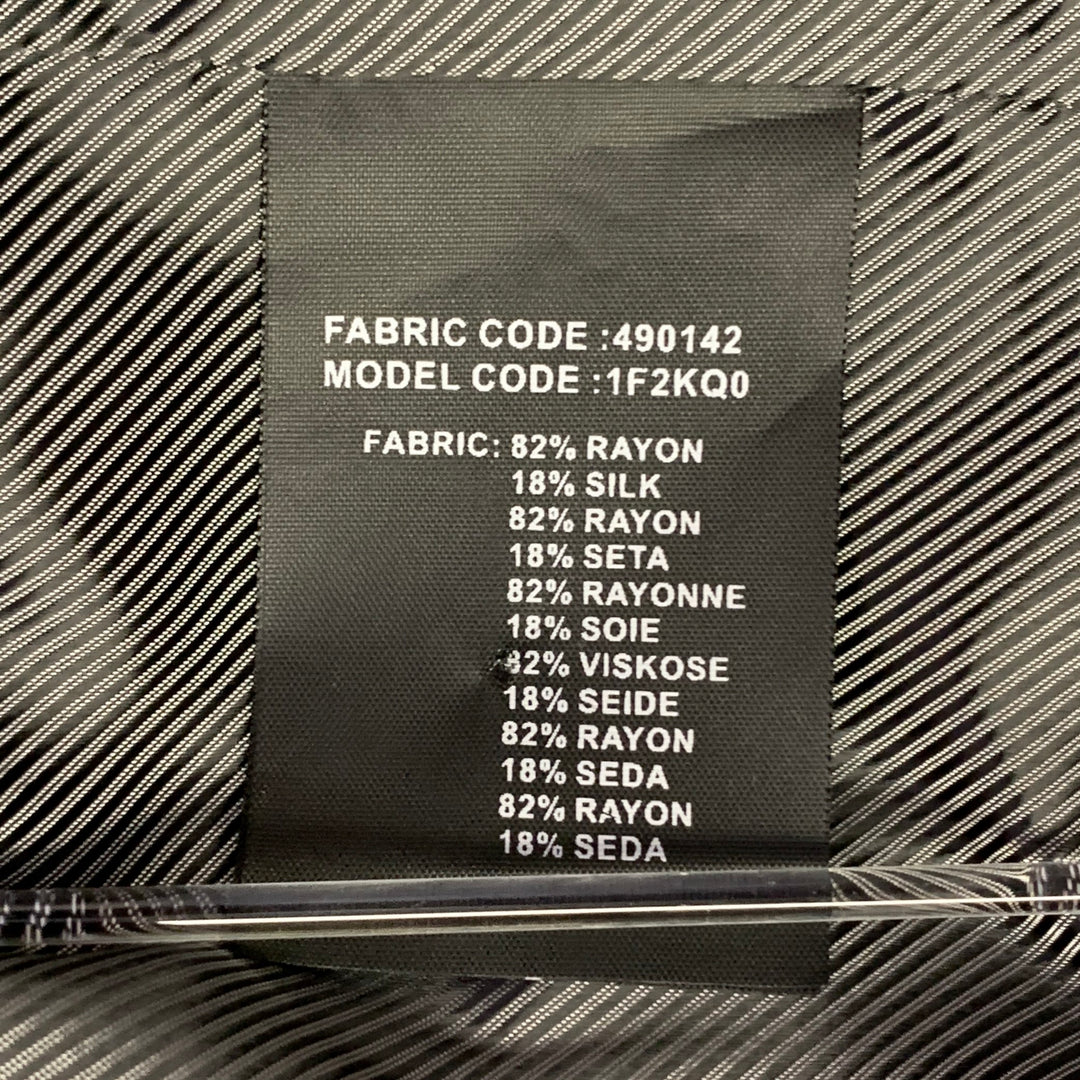 FABRIC CODE :490142
MODEL CODE :1F2KQ0
FABRIC: 82% RAYON
18% SILK
82% RAYON
18% SETA
82% RAYONNE
18% SOIE
82% VISKOSE
18% SEIDE
82% RAYON
18% SEDA
82% RAYON
18% SEDA